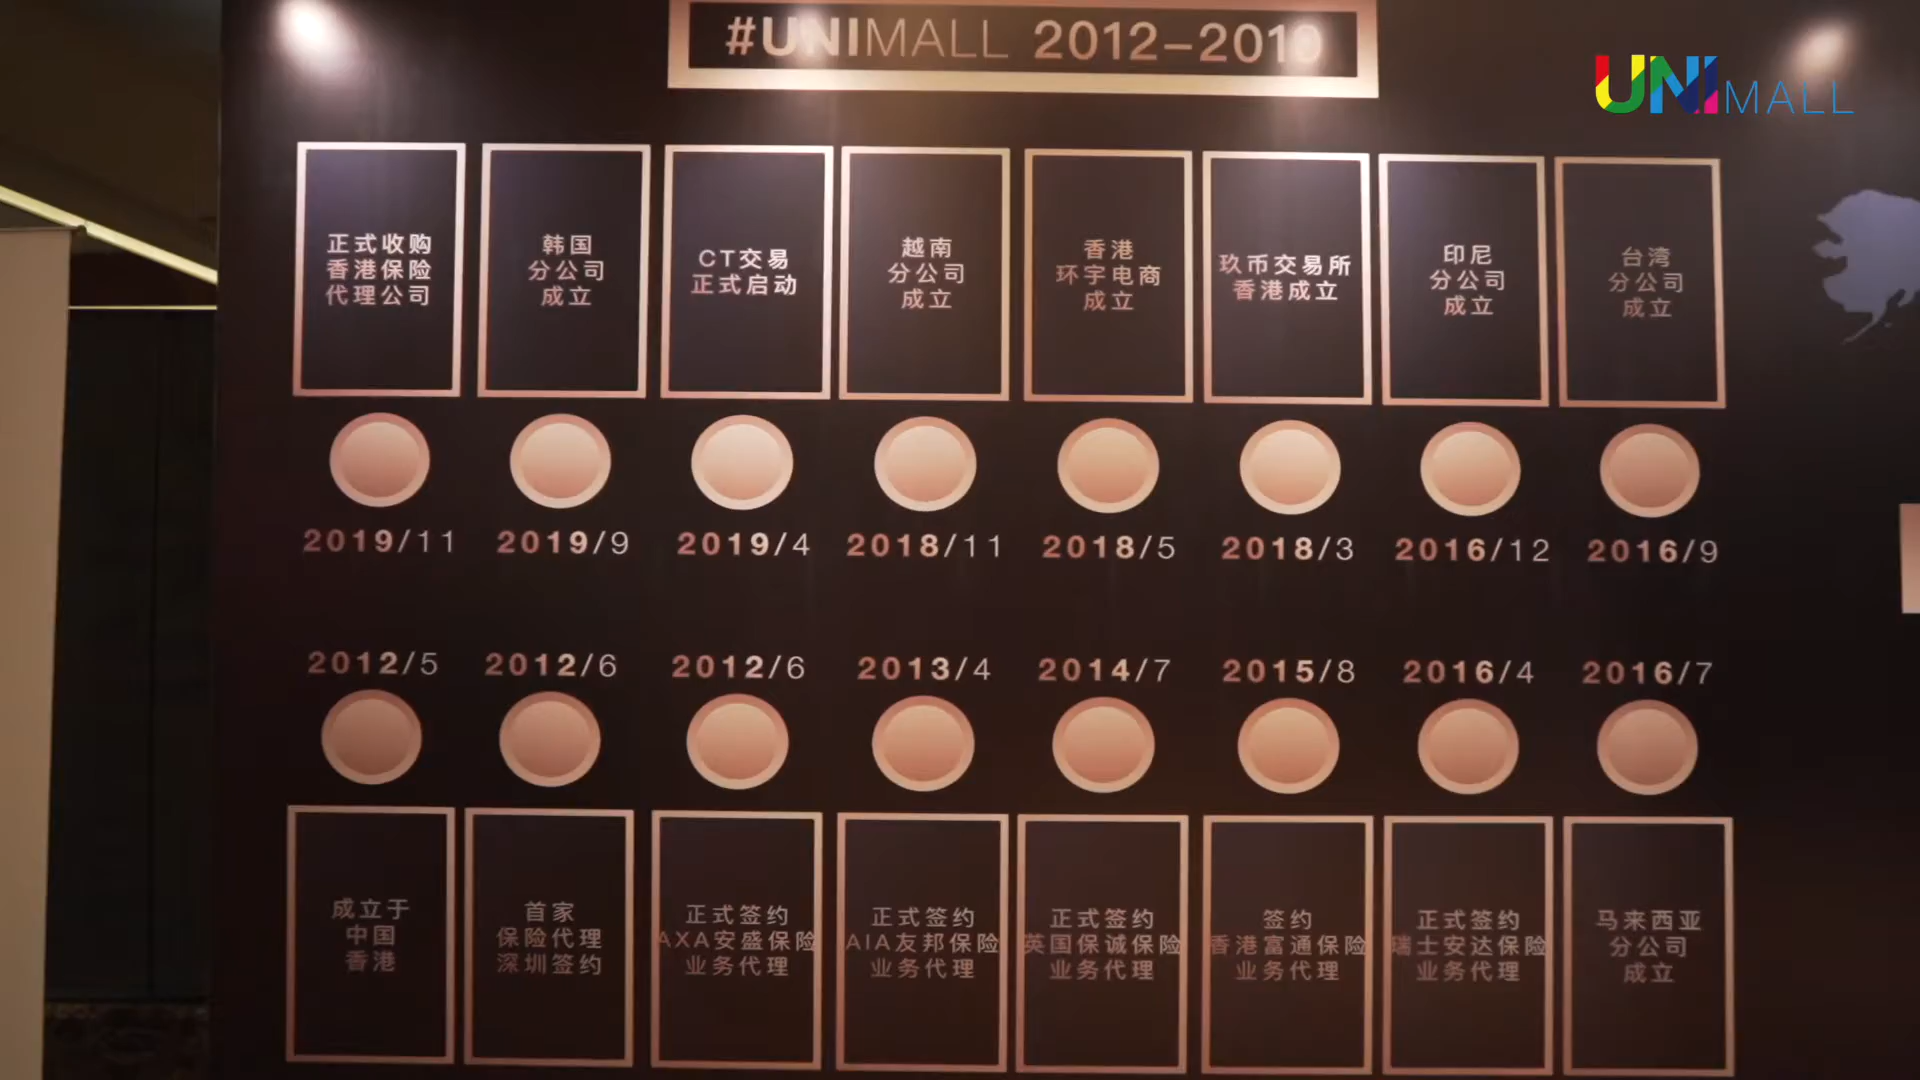 #UNIMALL 2012-2019
UNIMALL
正式收购
香港保险
代理公司
韩国
分公司
成立
CT交易
正式启动
越南
分公司
成立
香港
环宇电商
成立
玖币交易所
香港成立
印尼
分公司
成立
台湾
分公司
成立
2019/11
2019/9
2019/4
2018/11
2018/5
2018/3
2016/12
2016/9
2012/5
2012/6
2012/6
2013/4
2014/7
2015/8
2016/4
2016/7
成立于
中国
香港
首家
保险代理
深圳签约
正式签约
AXA安盛保险
业务代理
正式签约
AIA友邦保险
业务代理
正式签约
英国保诚保险
业务代理
签约
香港富通保险
业务代理
正式签约
瑞士安达保险
业务代理
马来西亚
分公司
成立